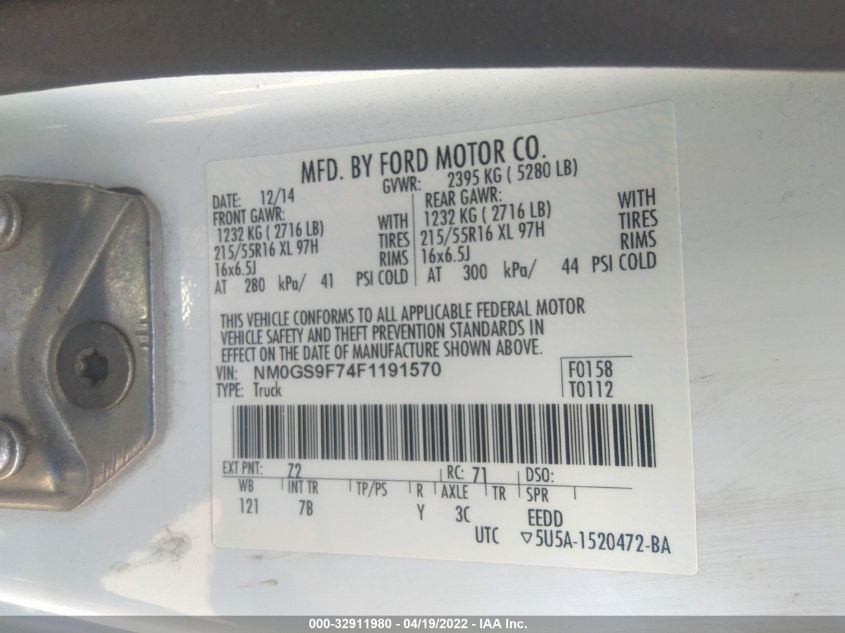 MFD. BY FORD MOTOR CO.
DATE: 12/14 GVWR: 2395 KG ( 5280 LB)
FRONT GAWR: REAR GAWR:
1232 KG ( 2716 LB) WITH 1232 KG ( 2716 LB) WITH
215/55R16 XL 97H TIRES 215/55R16 XL 97H TIRES
16x6.5J RIMS 16x6.5J RIMS
AT 280 kPa/ 41 PSI COLD AT 300 kPa/ 44 PSI COLD
THIS VEHICLE CONFORMS TO ALL APPLICABLE FEDERAL MOTOR
VEHICLE SAFETY AND THEFT PREVENTION STANDARDS IN
EFFECT ON THE DATE OF MANUFACTURE SHOWN ABOVE.
VIN: NM0GS9F74F1191570 F0158
TYPE: Truck T0112
EXT PNT: 72 RC: 71 DSO:
WB INT TR TP/PS R AXLE TR SPR
121 7B Y 3C EEDD
UTC ▽5U5A-1520472-BA
000-32911980 - 04/19/2022 - IAA Inc.